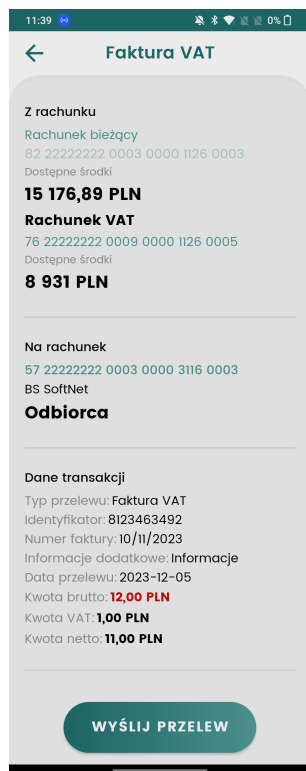 11:39 0%
Faktura VAT
Z rachunku
Rachunek bieżący
82 22222222 0003 0000 1126 0003
Dostępne środki
15 176,89 PLN
Rachunek VAT
76 22222222 0009 0000 1126 0005
Dostępne środki
8 931 PLN
Na rachunek
57 22222222 0003 0000 3116 0003
BS SoftNet
Odbiorca
Dane transakcji
Typ przelewu: Faktura VAT
Identyfikator: 8123463492
Numer faktury: 10/11/2023
Informacje dodatkowe: Informacje
Data przelewu: 2023-12-05
Kwota brutto: 12,00 PLN
Kwota VAT: 1,00 PLN
Kwota netto: 11,00 PLN
WYŚLIJ PRZELEW